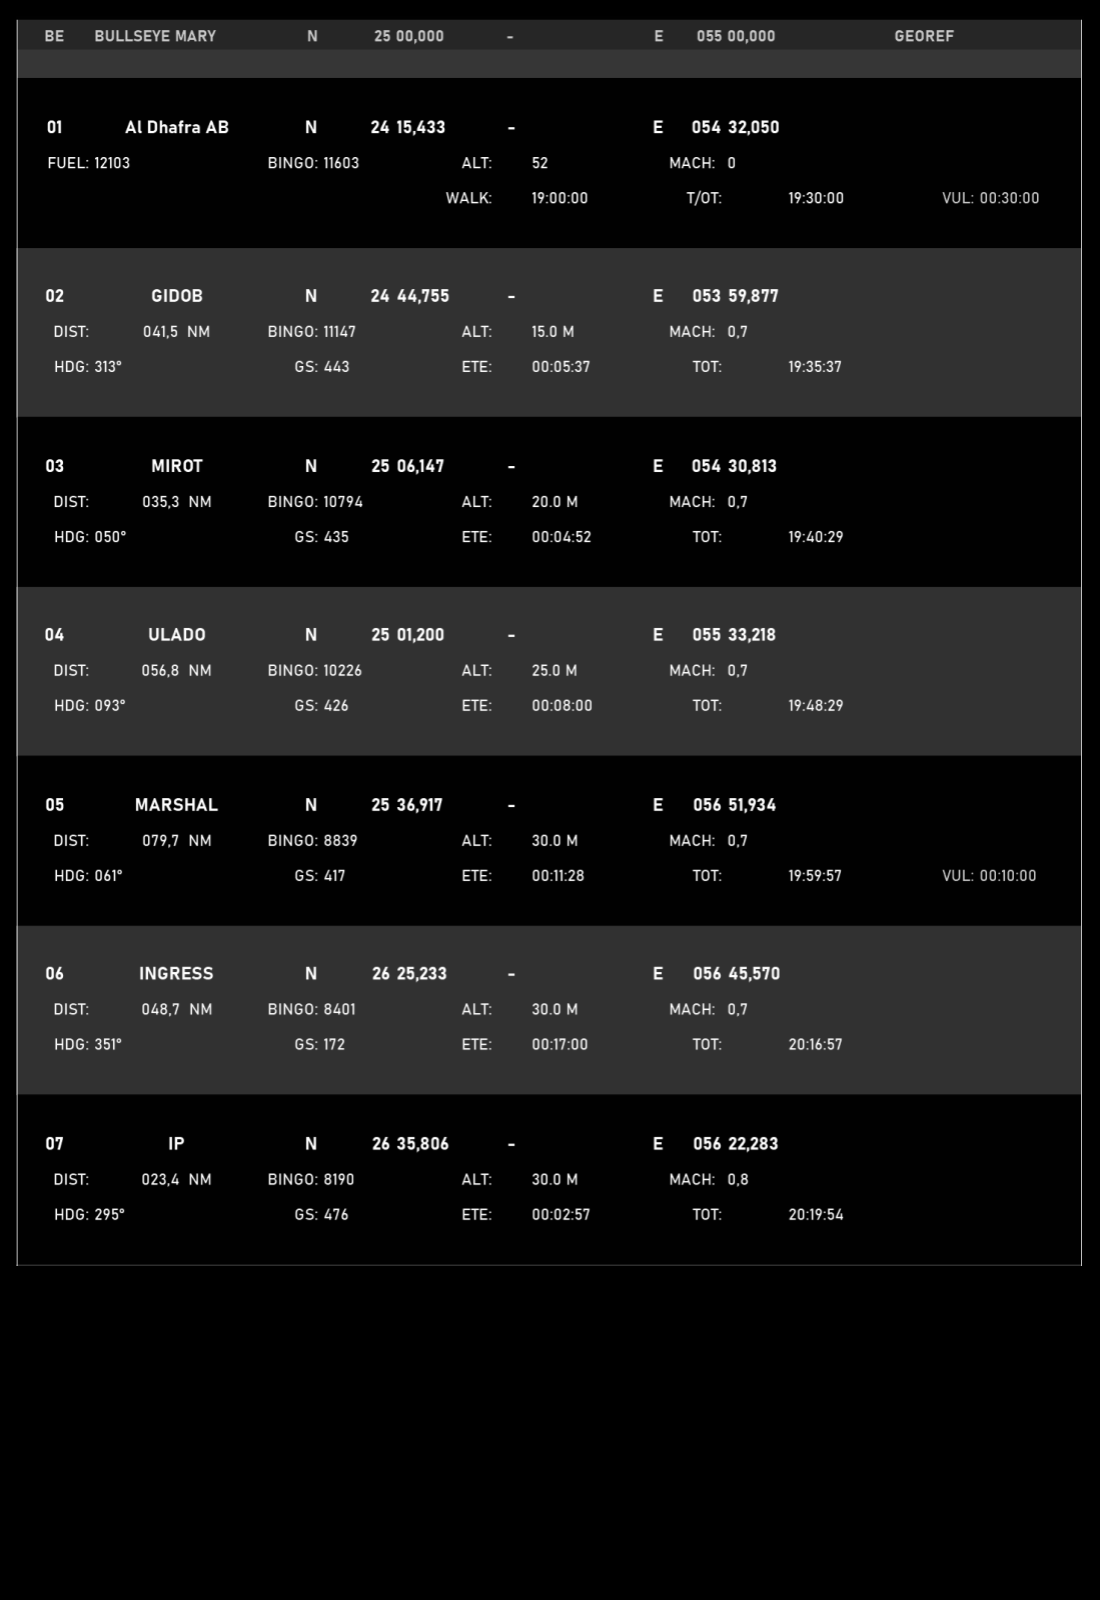 BE BULLSEYE MARY N 25 00,000 - E 055 00,000 GEOREF
01 Al Dhafra AB N 24 15,433 - E 054 32,050
FUEL: 12103 BINGO: 11603 ALT: 52 MACH: 0
WALK: 19:00:00 T/OT: 19:30:00 VUL: 00:30:00
02 GIDOB N 24 44,755 - E 053 59,877
DIST: 041,5 NM BINGO: 11147 ALT: 15.0 M MACH: 0,7
HDG: 313° GS: 443 ETE: 00:05:37 TOT: 19:35:37
03 MIROT N 25 06,147 - E 054 30,813
DIST: 035,3 NM BINGO: 10794 ALT: 20.0 M MACH: 0,7
HDG: 050° GS: 435 ETE: 00:04:52 TOT: 19:40:29
04 ULADO N 25 01,200 - E 055 33,218
DIST: 056,8 NM BINGO: 10226 ALT: 25.0 M MACH: 0,7
HDG: 093° GS: 426 ETE: 00:08:00 TOT: 19:48:29
05 MARSHAL N 25 36,917 - E 056 51,934
DIST: 079,7 NM BINGO: 8839 ALT: 30.0 M MACH: 0,7
HDG: 061° GS: 417 ETE: 00:11:28 TOT: 19:59:57 VUL: 00:10:00
06 INGRESS N 26 25,233 - E 056 45,570
DIST: 048,7 NM BINGO: 8401 ALT: 30.0 M MACH: 0,7
HDG: 351° GS: 172 ETE: 00:17:00 TOT: 20:16:57
07 IP N 26 35,806 - E 056 22,283
DIST: 023,4 NM BINGO: 8190 ALT: 30.0 M MACH: 0,8
HDG: 295° GS: 476 ETE: 00:02:57 TOT: 20:19:54